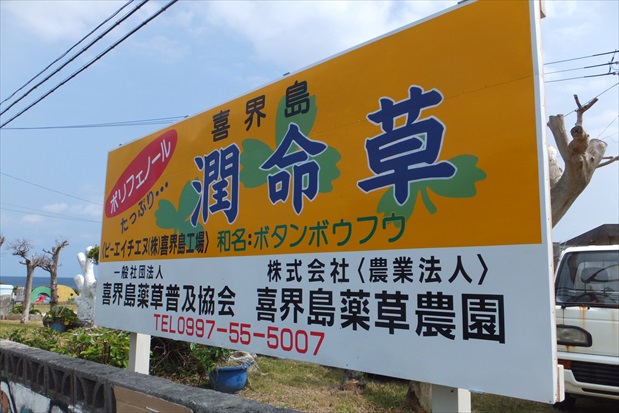 喜界島
ポリフェノール
たっぷり・・・
潤命草
〈ピーエイチエヌ(株)喜界島工場〉 和名:ボタンボウフウ
一般社団法人
喜界島薬草普及協会
株式会社〈農業法人〉
喜界島薬草農園
TEL0997-55-5007